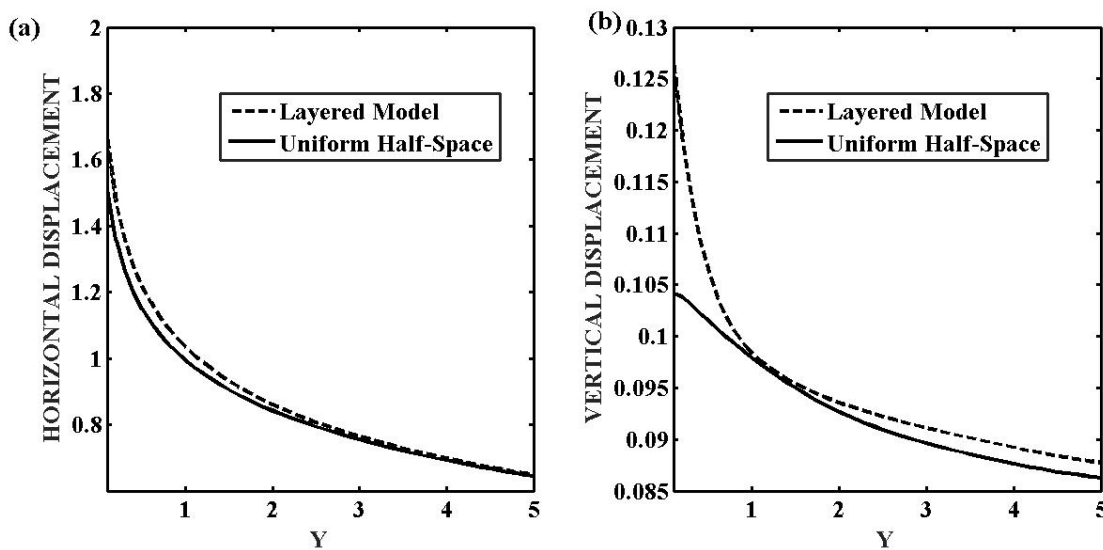 (a)
HORIZONTAL DISPLACEMENT
2
1.8
1.6
1.4
1.2
1
0.8
Layered Model
Uniform Half-Space
1 2 3 4 5
Y
(b)
VERTICAL DISPLACEMENT
0.13
0.125
0.12
0.115
0.11
0.105
0.1
0.095
0.09
0.085
Layered Model
Uniform Half-Space
1 2 3 4 5
Y